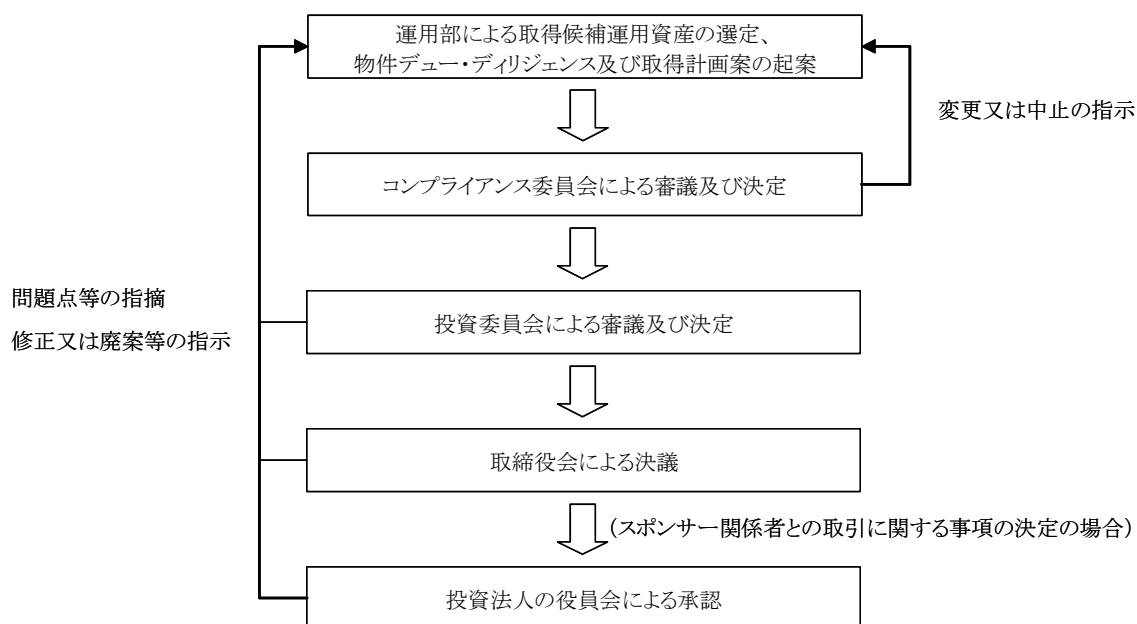 運用部による取得候補運用資産の選定、
物件デュー・ディリジェンス及び取得計画案の起案
変更又は中止の指示
コンプライアンス委員会による審議及び決定
問題点等の指摘
修正又は廃案等の指示
投資委員会による審議及び決定
取締役会による決議
(スポンサー関係者との取引に関する事項の決定の場合)
投資法人の役員会による承認